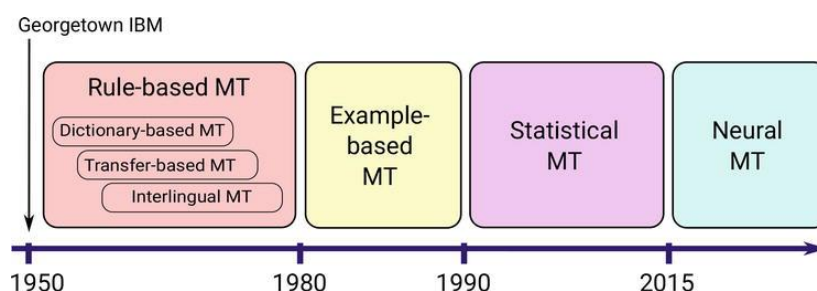 Georgetown IBM
Rule-based MT
Dictionary-based MT
Transfer-based MT
Interlingual MT
Example-
based
MT
Statistical
MT
Neural
MT
1950
1980
1990
2015